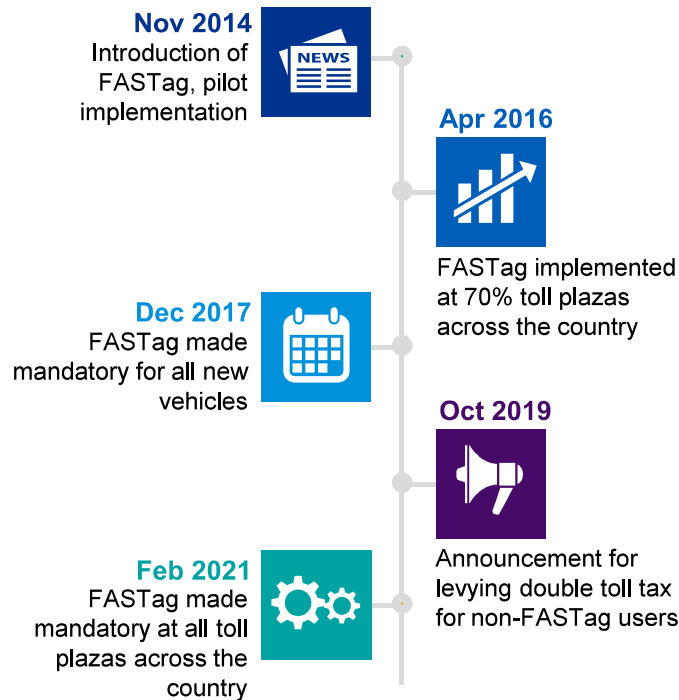 Nov 2014
Introduction of
FASTag, pilot
implementation
NEWS
Apr 2016
FASTag implemented
at 70% toll plazas
across the country
Dec 2017
FASTag made
mandatory for all new
vehicles
Oct 2019
Announcement for
levying double toll tax
for non-FASTag users
Feb 2021
FASTag made
mandatory at all toll
plazas across the
country